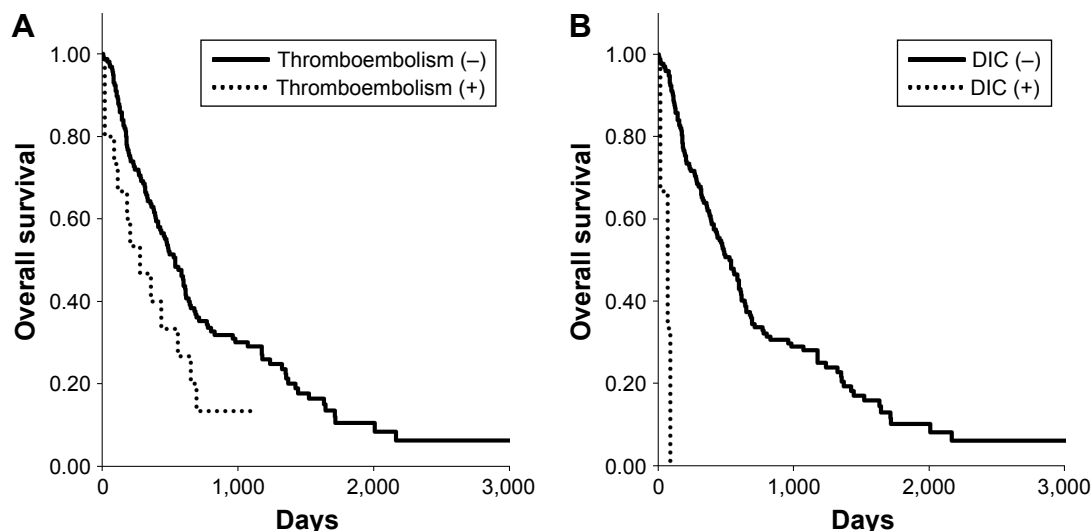 A
Overall survival
1.00
0.80
0.60
0.40
0.20
0.00
0
1,000
2,000
3,000
Days
Thromboembolism (–)
Thromboembolism (+)
B
Overall survival
1.00
0.80
0.60
0.40
0.20
0.00
0
1,000
2,000
3,000
Days
DIC (–)
DIC (+)